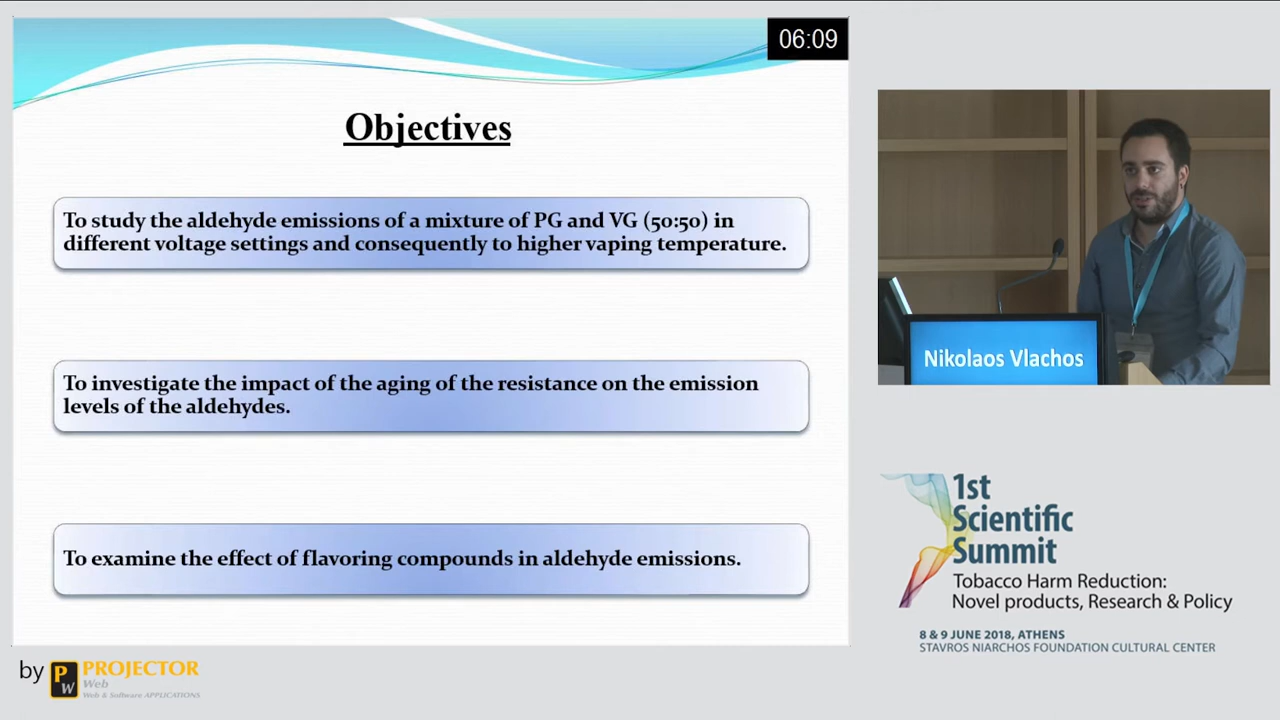 06:09
Objectives
To study the aldehyde emissions of a mixture of PG and VG (50:50) in
different voltage settings and consequently to higher vaping temperature.
To investigate the impact of the aging of the resistance on the emission
levels of the aldehydes.
To examine the effect of flavoring compounds in aldehyde emissions.
Nikolaos Vlachos
1st
Scientific
Summit
Tobacco Harm Reduction:
Novel products, Research & Policy
8 & 9 JUNE 2018, ATHENS
STAVROS NIARCHOS FOUNDATION CULTURAL CENTER
by PW PROJECTOR
Web
Web & Software APPLICATIONS